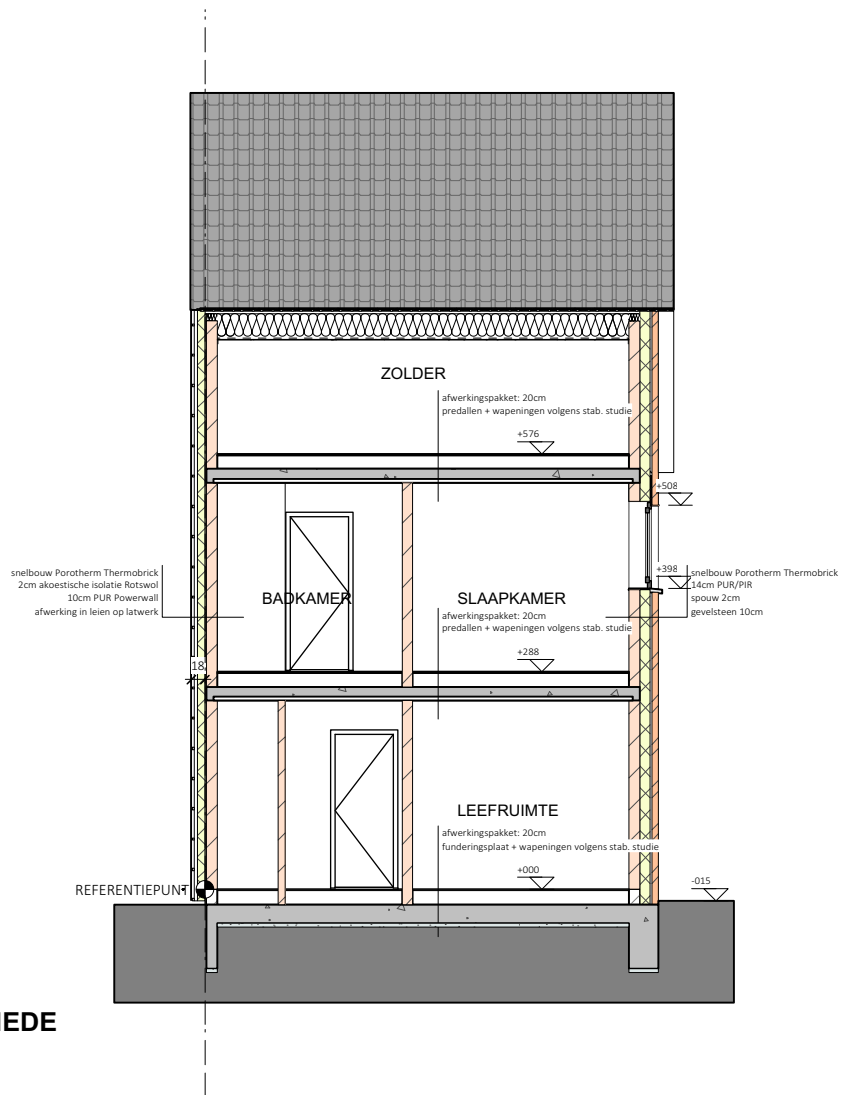 ZOLDER
afwerkingspakket: 20cm
predallen + wapeningen volgens stab. studie
+576
+508
snelbouw Porotherm Thermobrick
2cm akoestische isolatie Rotswol
10cm PUR Powerwall
afwerking in leien op latwerk
BADKAMER
SLAAPKAMER
afwerkingspakket: 20cm
predallen + wapeningen volgens stab. studie
+398
snelbouw Porotherm Thermobrick
14cm PUR/PIR
spouw 2cm
gevelsteen 10cm
+288
18
LEEFRUIMTE
afwerkingspakket: 20cm
funderingsplaat + wapeningen volgens stab. studie
+000
-015
REFERENTIEPUNT